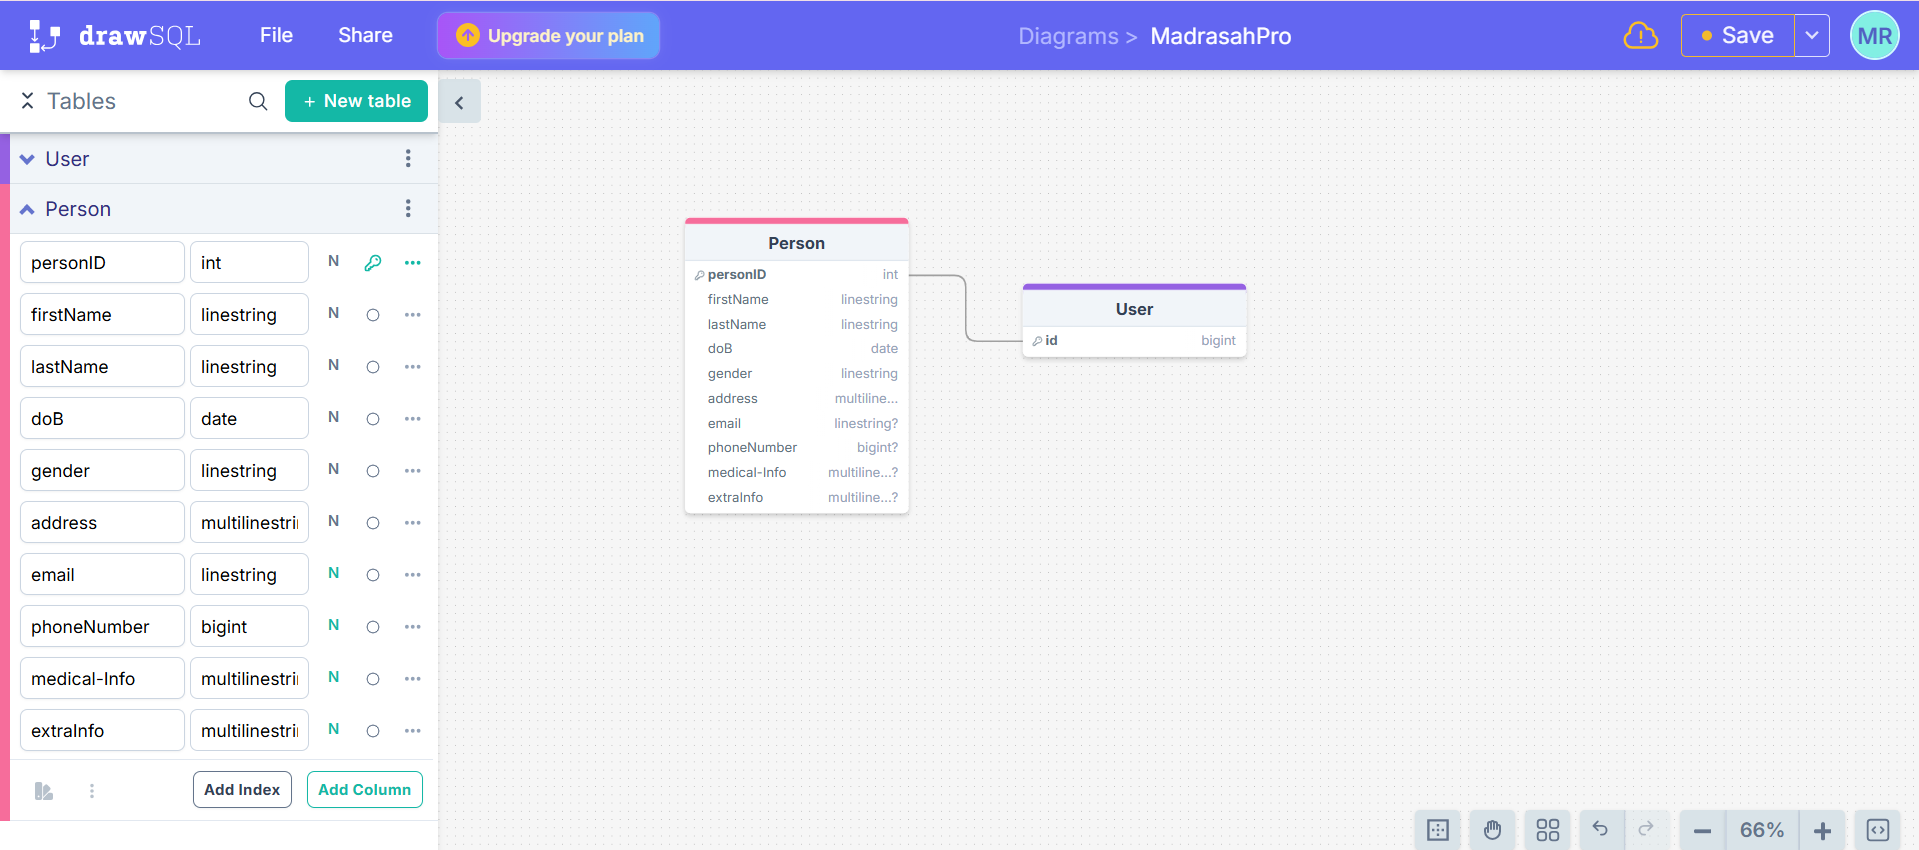 drawSQL File Share Upgrade your plan Diagrams > MadrasahPro Save MR
Tables + New table
User
Person
personID int N
firstName linestring N
lastName linestring N
doB date N
gender linestring N
address multilinestri N
email linestring N
phoneNumber bigint N
medical-Info multilinestri N
extraInfo multilinestri N
Add Index Add Column
Person
personID int
firstName linestring
lastName linestring
doB date
gender linestring
address multiline...
email linestring?
phoneNumber bigint?
medical-Info multiline...?
extraInfo multiline...?
User
id bigint
66%